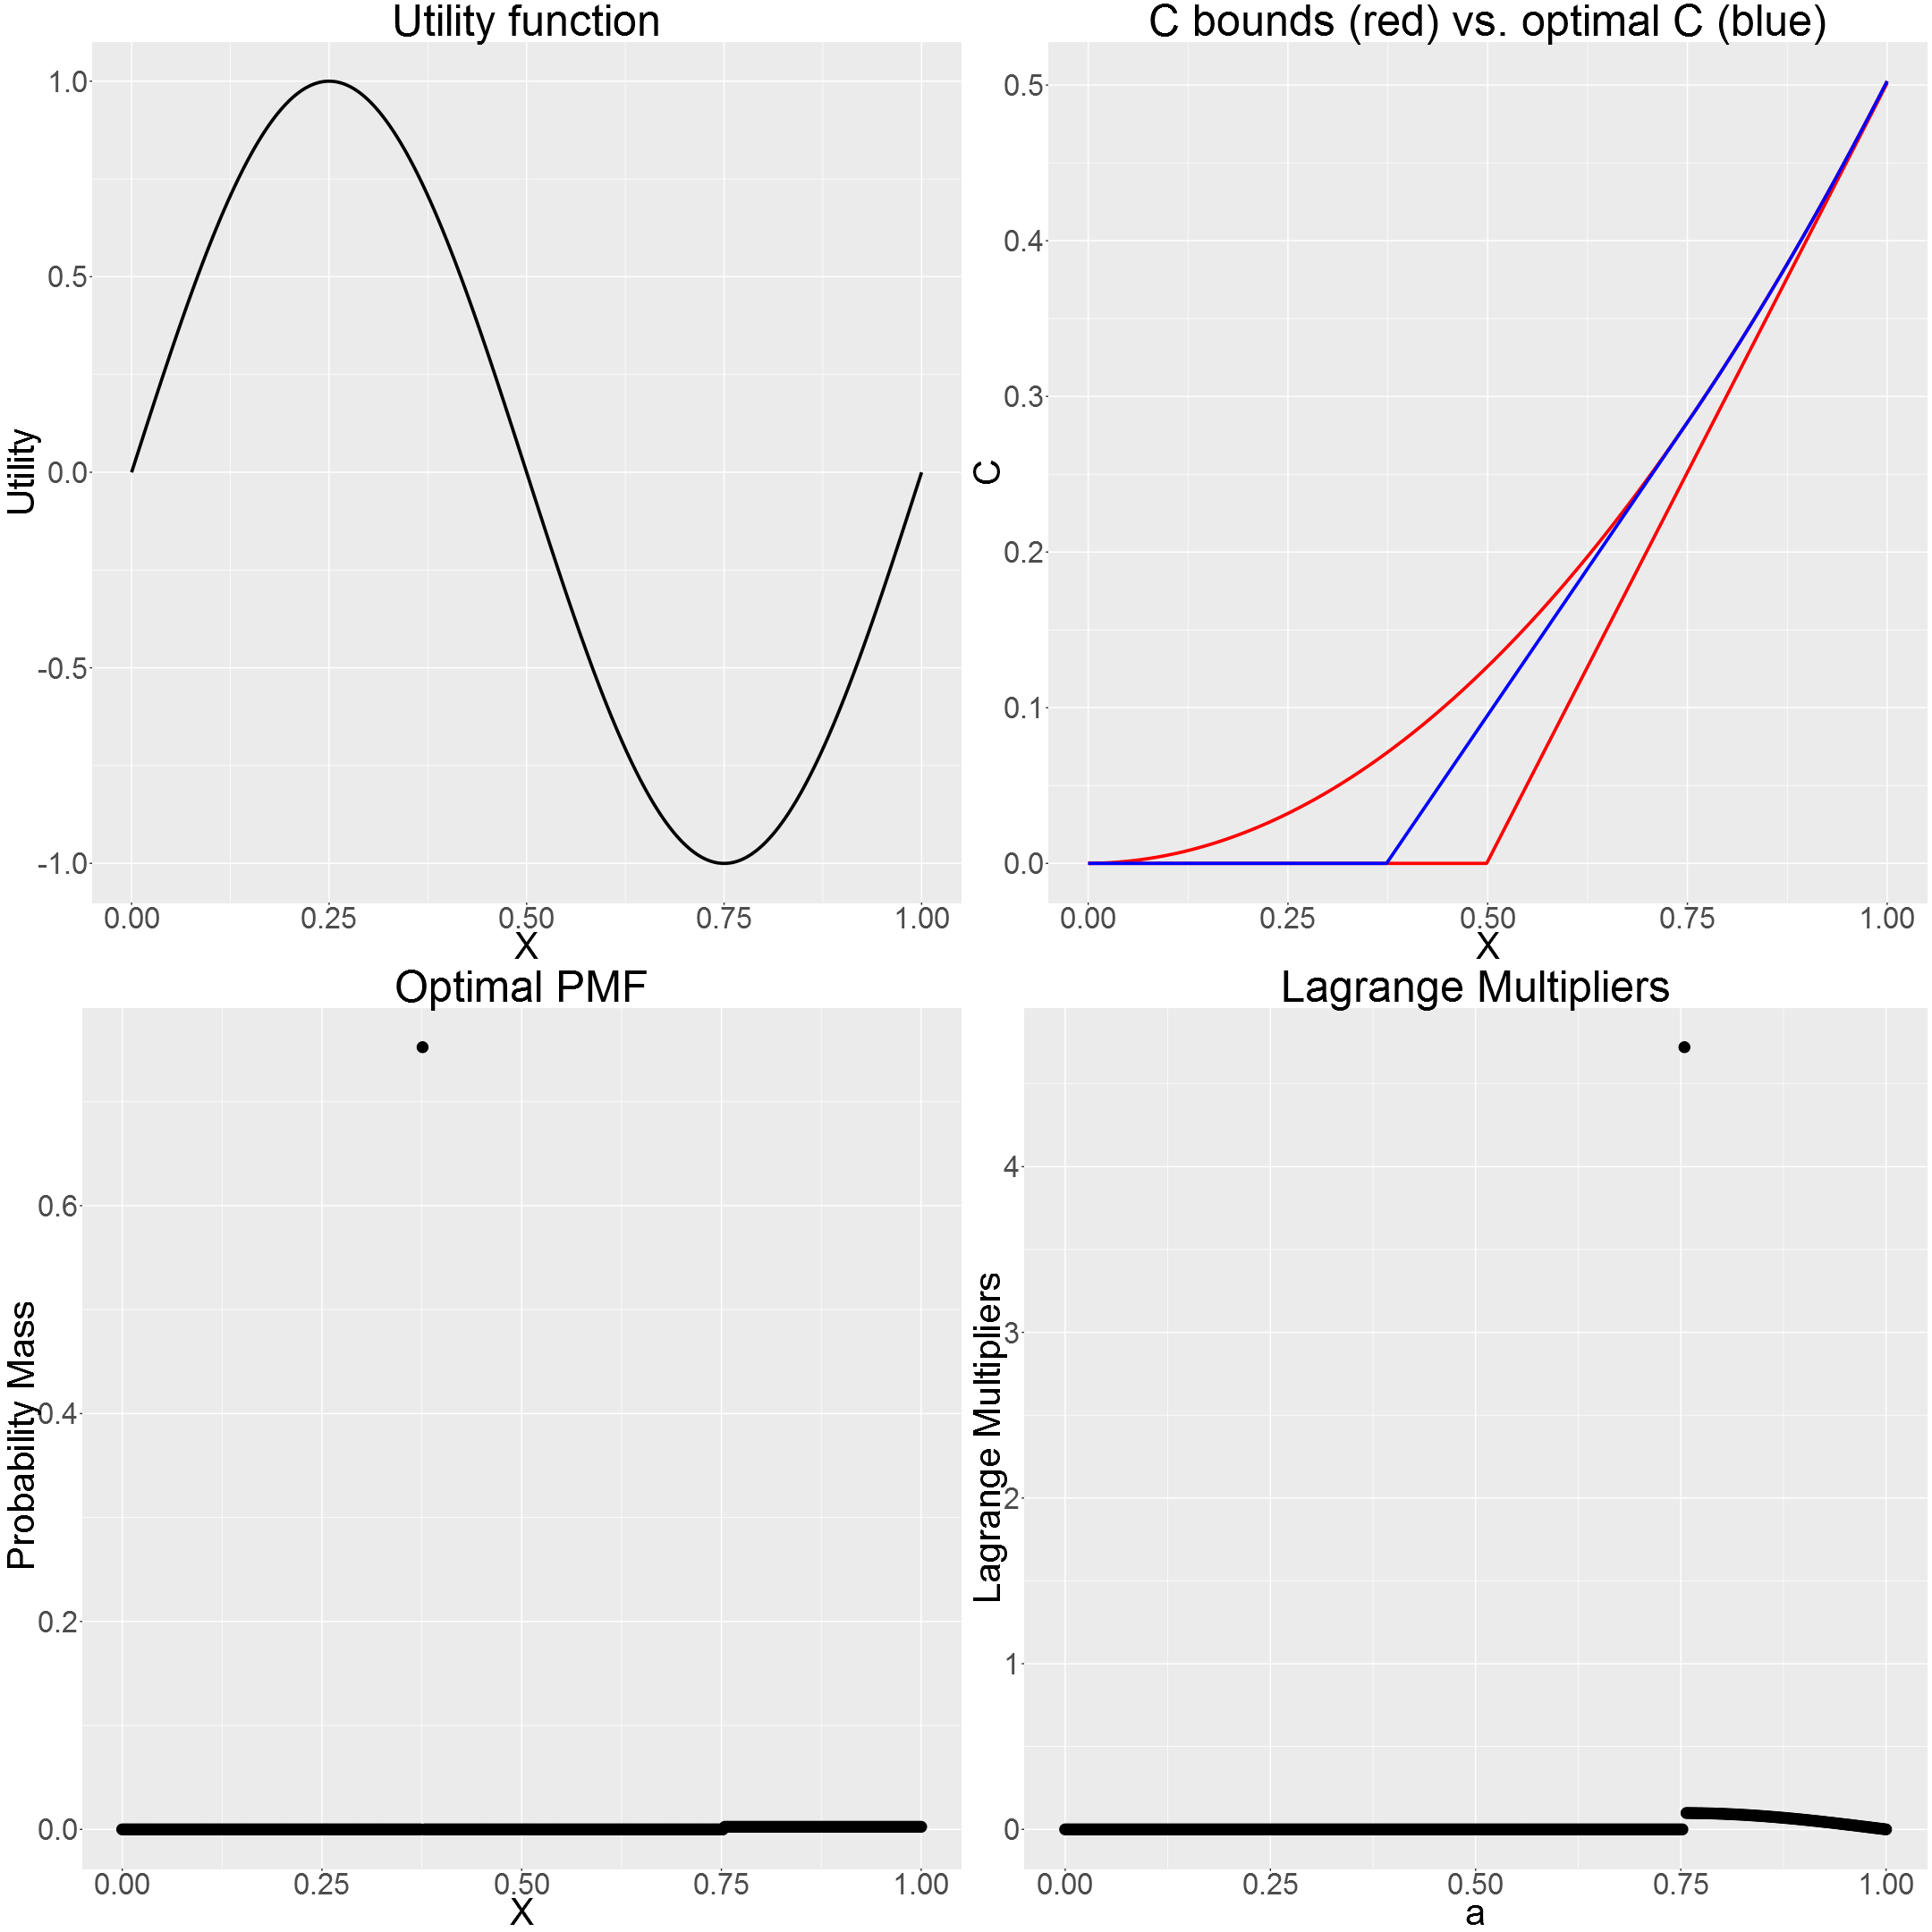 Utility function
1.0
0.5
0.0
-0.5
-1.0
Utility
0.00 0.25 0.50 0.75 1.00
X
C bounds (red) vs. optimal C (blue)
0.5
0.4
0.3
0.2
0.1
0.0
C
0.00 0.25 0.50 0.75 1.00
X
Optimal PMF
0.6
0.4
0.2
0.0
Probability Mass
0.00 0.25 0.50 0.75 1.00
X
Lagrange Multipliers
4
3
2
1
0
Lagrange Multipliers
0.00 0.25 0.50 0.75 1.00
a